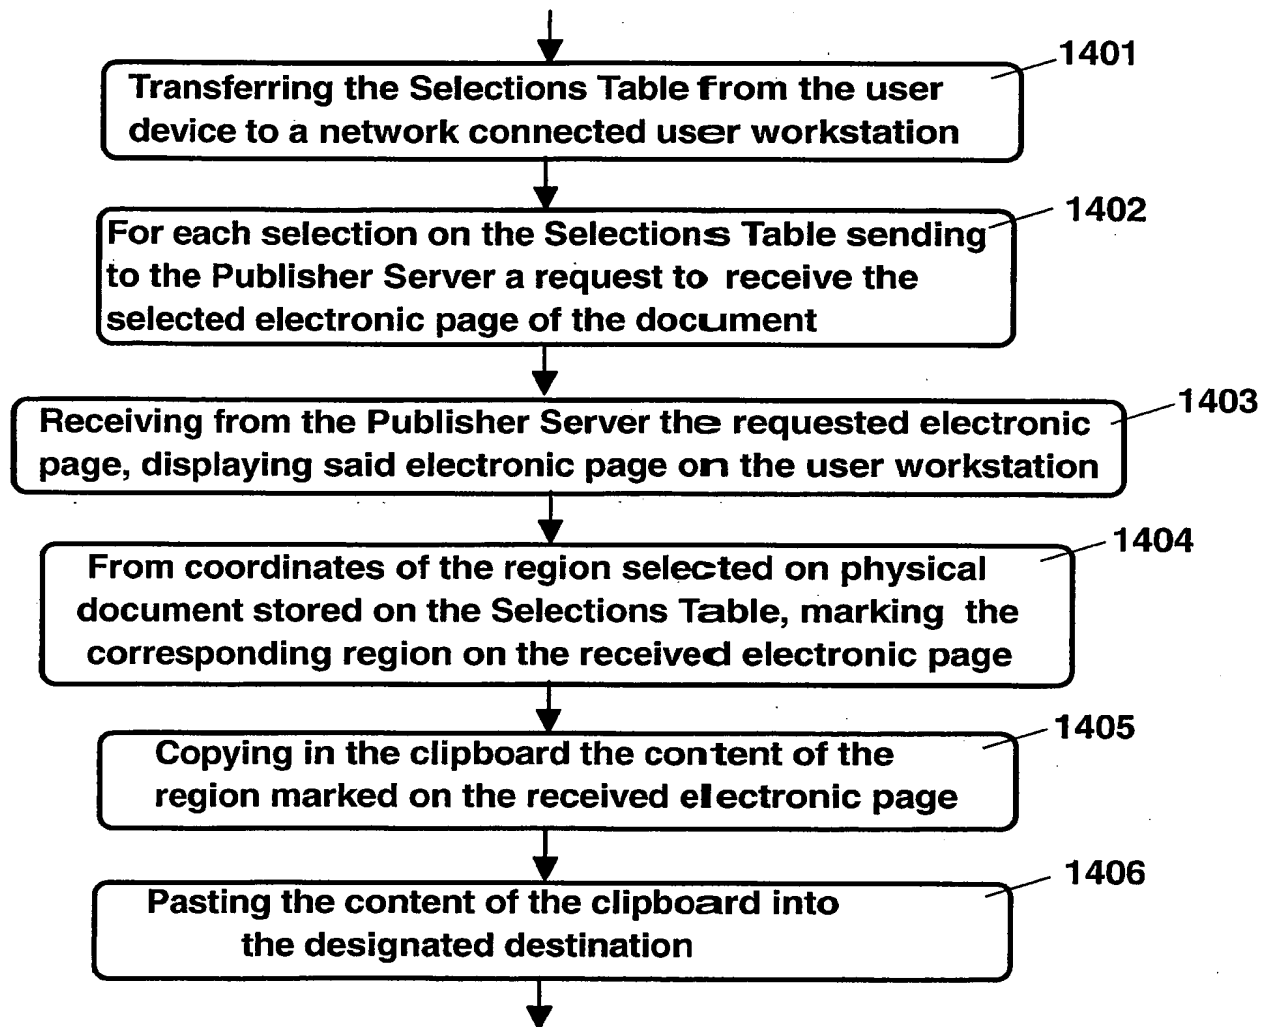 1401
Transferring the Selections Table from the user
device to a network connected user workstation
1402
For each selection on the Selections Table sending
to the Publisher Server a request to receive the
selected electronic page of the document
1403
Receiving from the Publisher Server the requested electronic
page, displaying said electronic page on the user workstation
1404
From coordinates of the region selected on physical
document stored on the Selections Table, marking the
corresponding region on the received electronic page
1405
Copying in the clipboard the content of the
region marked on the received electronic page
1406
Pasting the content of the clipboard into
the designated destination